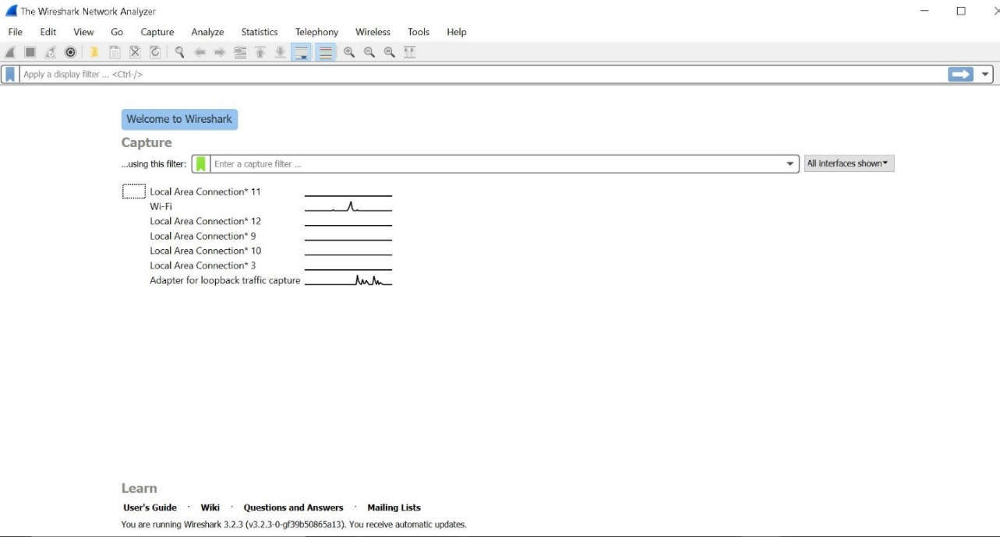 The Wireshark Network Analyzer
File Edit View Go Capture Analyze Statistics Telephony Wireless Tools Help
Apply a display filter ... <Ctrl-/>
Welcome to Wireshark
Capture
...using this filter: Enter a capture filter ... All interfaces shown
Local Area Connection* 11
Wi-Fi
Local Area Connection* 12
Local Area Connection* 9
Local Area Connection* 10
Local Area Connection* 3
Adapter for loopback traffic capture
Learn
User's Guide · Wiki · Questions and Answers · Mailing Lists
You are running Wireshark 3.2.3 (v3.2.3-0-gf39b50865a13). You receive automatic updates.